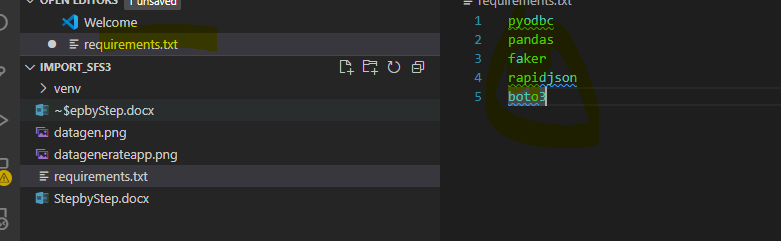 OPEN EDITORS
1 unsaved
Welcome
requirements.txt
IMPORT_SFS3
venv
~$epbyStep.docx
datagen.png
datagenerateapp.png
requirements.txt
StepbyStep.docx
requirements.txt
1 pyodbc
2 pandas
3 faker
4 rapidjson
5 boto3